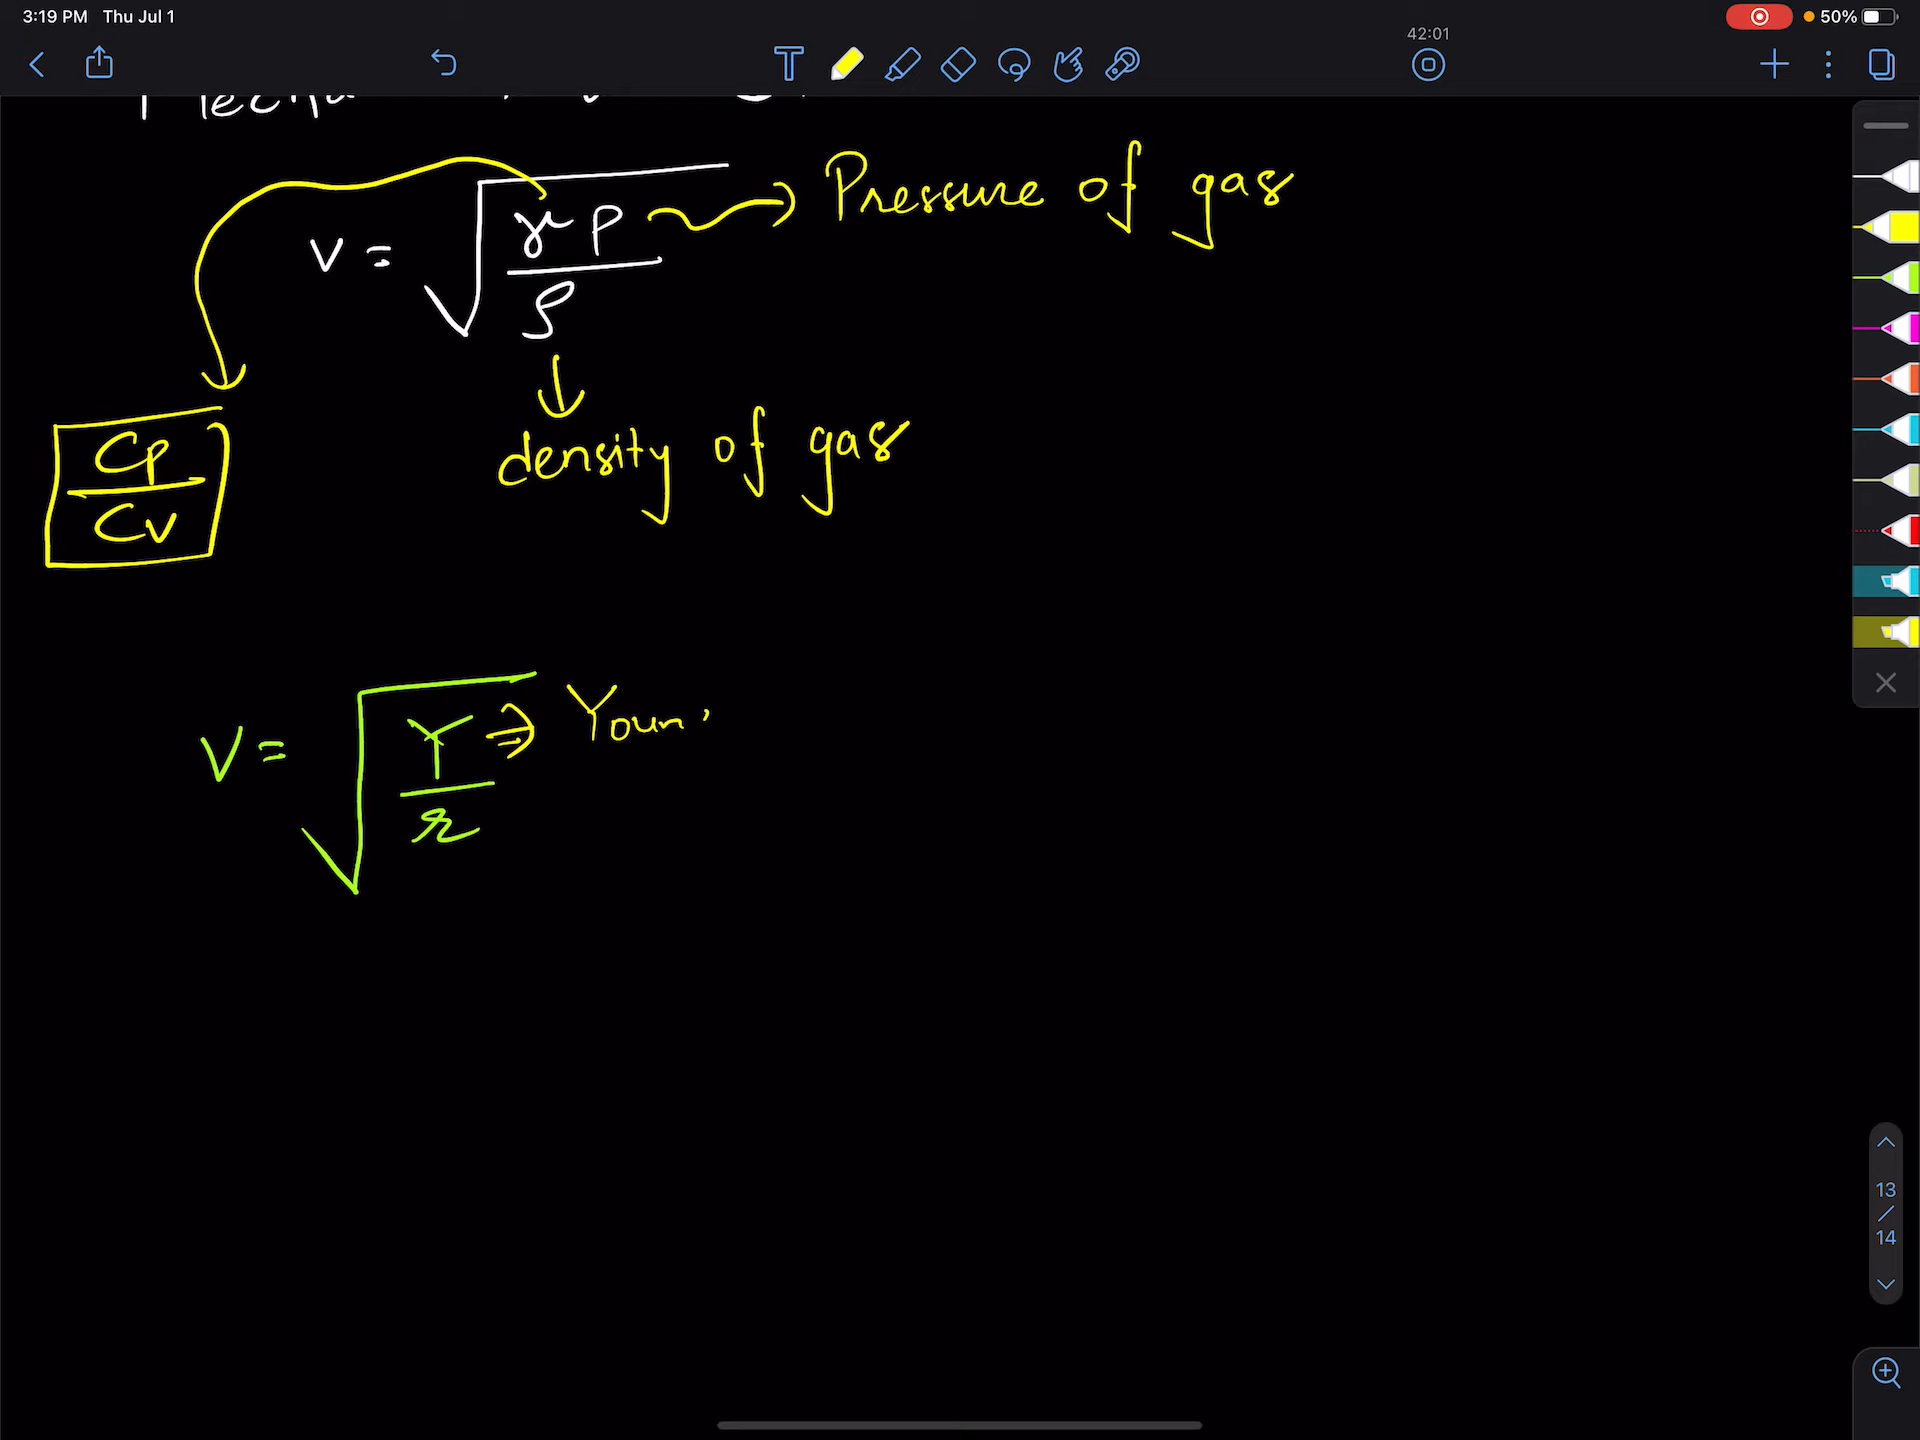 3:19 PM Thu Jul 1
50%
42:01
v = √(γP/ρ) Pressure of gas
Cp/Cv
density of gas
V = √(Y/r) ⇒ Youn
13
/
14